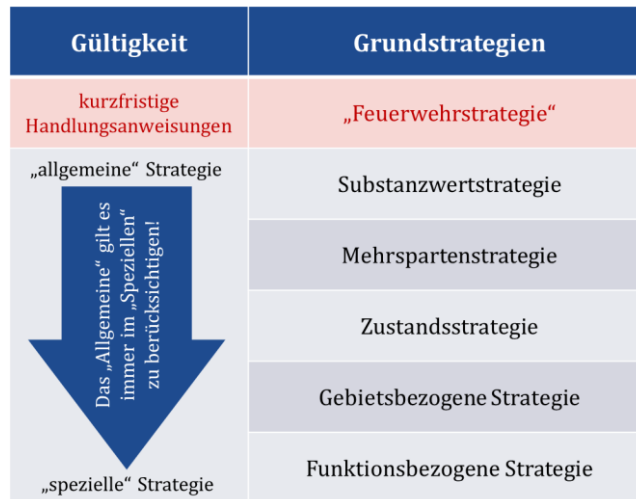 Gültigkeit
Grundstrategien
kurzfristige
Handlungsanweisungen
„Feuerwehrstrategie“
„allgemeine“ Strategie
Das „Allgemeine“ gilt es
immer im „Speziellen“
zu berücksichtigen!
„spezielle“ Strategie
Substanzwertstrategie
Mehrspartenstrategie
Zustandsstrategie
Gebietsbezogene Strategie
Funktionsbezogene Strategie